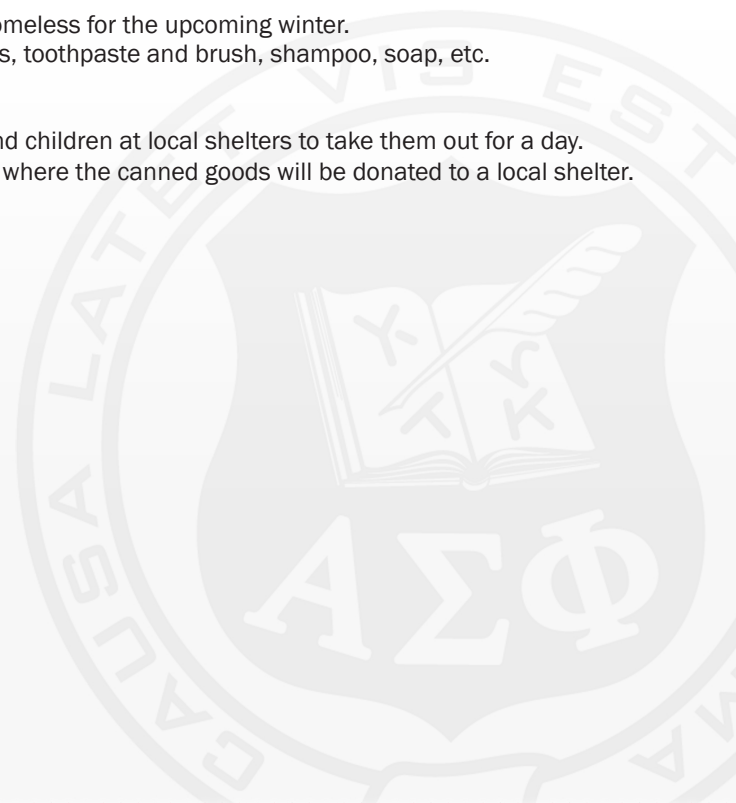 omeless for the upcoming winter.
s, toothpaste and brush, shampoo, soap, etc.
nd children at local shelters to take them out for a day.
where the canned goods will be donated to a local shelter.
CAUSA LATET VIS EST
ΑΣΦ